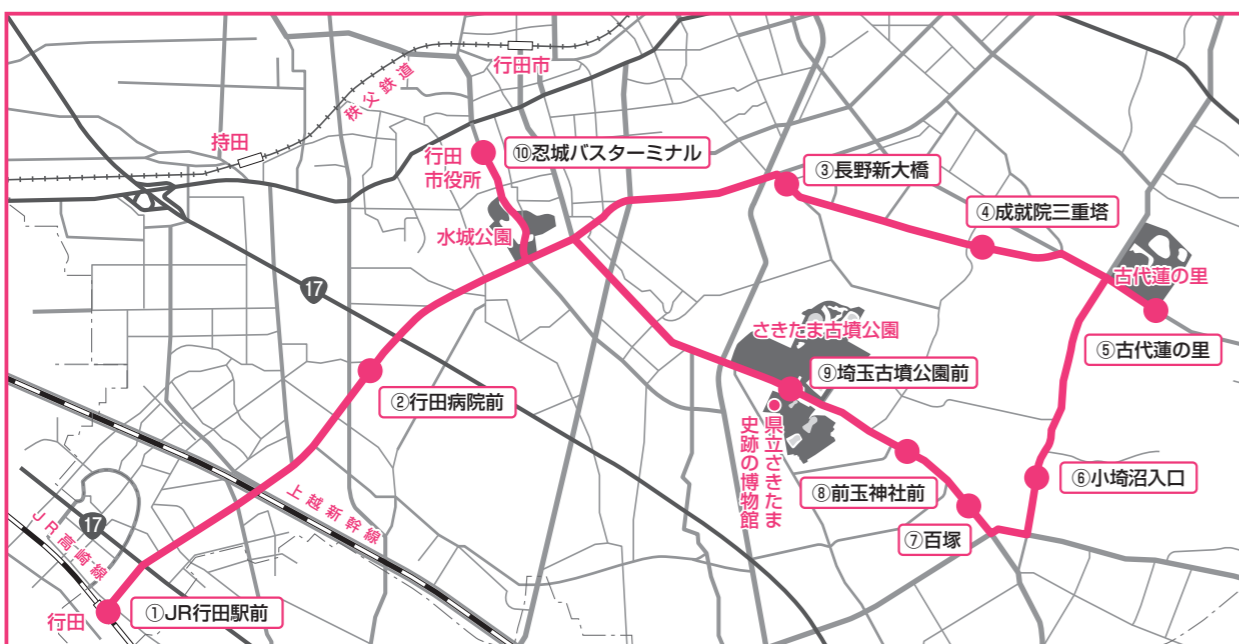 行田市
秩父鉄道
持田
行田
市役所
⑩忍城バスターミナル
③長野新大橋
④成就院三重塔
水城公園
古代蓮の里
17
さきたま古墳公園
⑤古代蓮の里
⑨埼玉古墳公園前
②行田病院前
県立さきたま
史跡の博物館
⑥小埼沼入口
⑧前玉神社前
上越新幹線
17
JR高崎線
⑦百塚
行田
①JR行田駅前